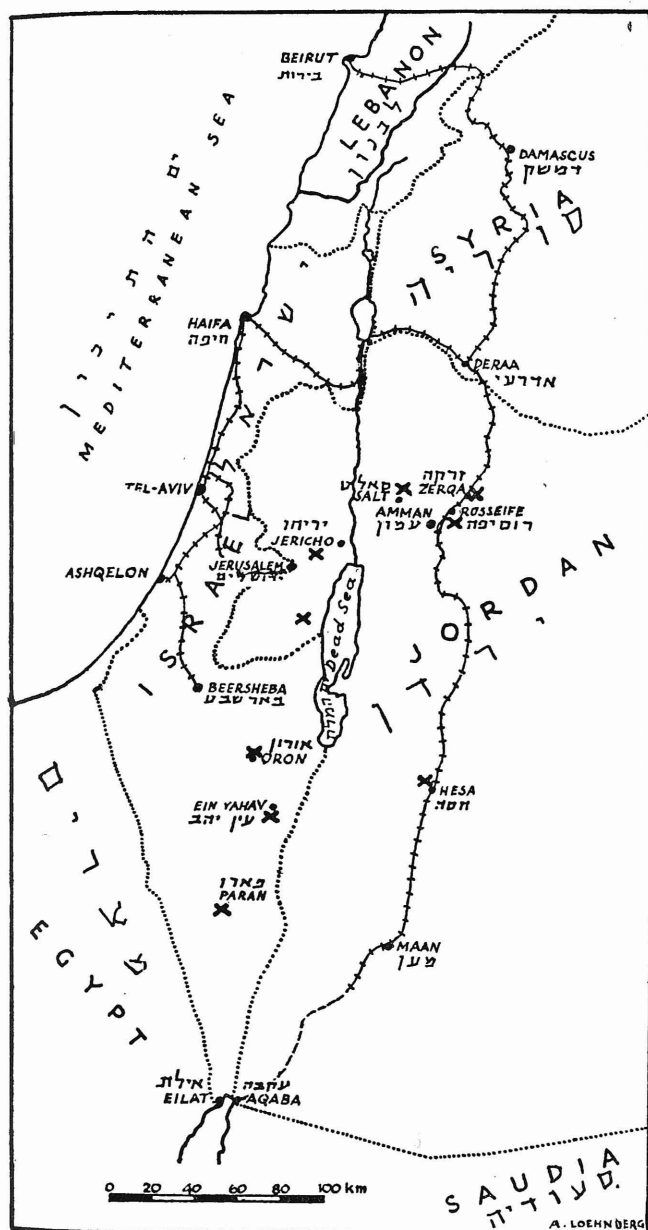 BEIRUT
בירות
LEBANON
לבנון
DAMASCUS
דמשק
SYRIA
סוריה
ים התיכון
MEDITERRANEAN SEA
HAIFA
חיפה
DERAA
אדרעי
ישראל
ISRAEL
TEL-AVIV
סאלט
SALT
זרקה
ZERQA
AMMAN
עמון
ROSSEIFE
רוסיפה
יריחו
JERICHO
JERUSALEM
ירושלים
ASHQELON
JORDAN
ירדן
Dead Sea
ים המלח
BEERSHEBA
באר שבע
אורון
ORON
EIN YAHAV
עין יהב
HESA
חסה
פארן
PARAN
מצרים
EGYPT
MAAN
מען
אילת
EILAT
עקבה
AQABA
0 20 40 60 80 100 km
SAUDIA
סעודיה
A. LOEHNBERG